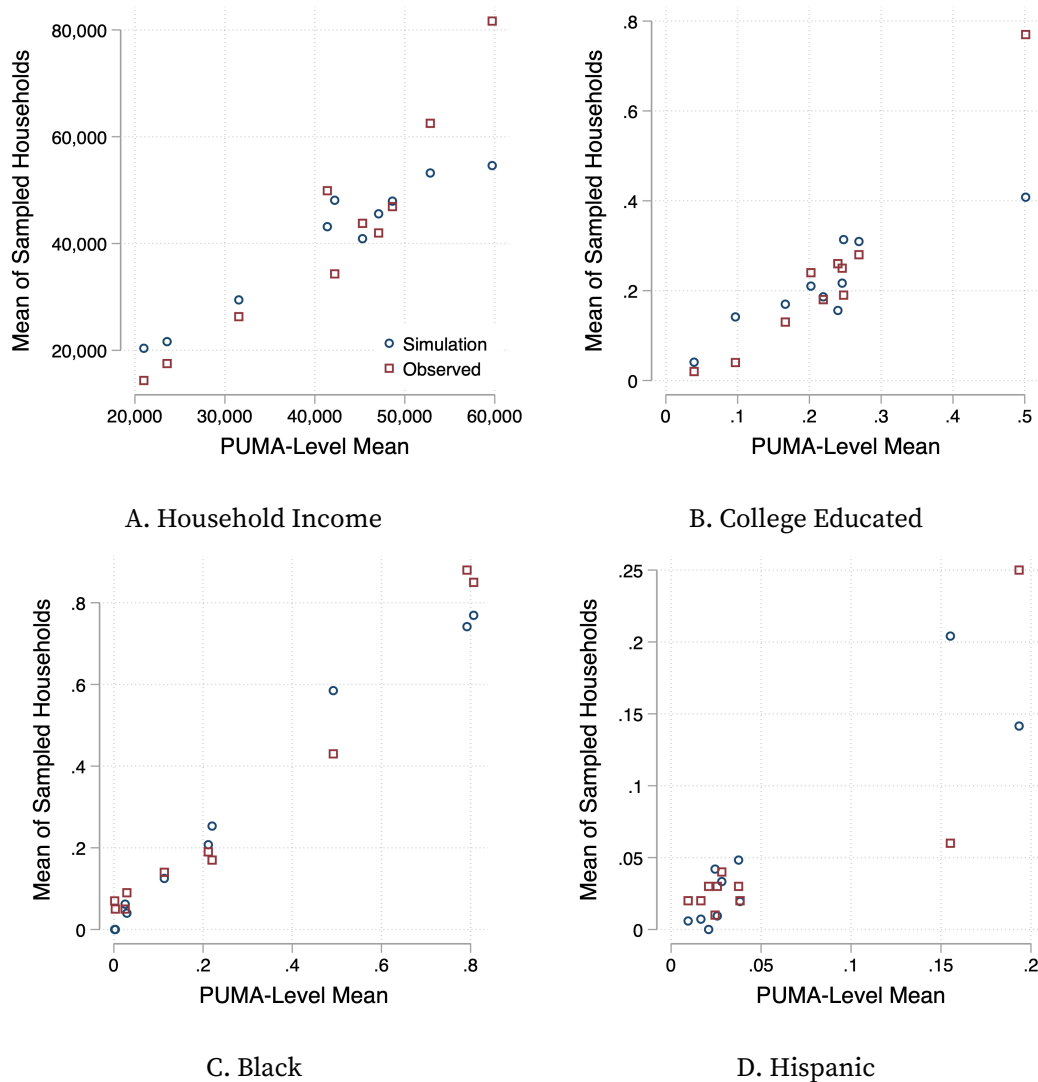 Mean of Sampled Households
80,000
60,000
40,000
20,000
20,000 30,000 40,000 50,000 60,000
PUMA-Level Mean
Simulation
Observed
A. Household Income
Mean of Sampled Households
.8
.6
.4
.2
0
0 .1 .2 .3 .4 .5
PUMA-Level Mean
B. College Educated
Mean of Sampled Households
.8
.6
.4
.2
0
0 .2 .4 .6 .8
PUMA-Level Mean
C. Black
Mean of Sampled Households
.25
.2
.15
.1
.05
0
0 .05 .1 .15 .2
PUMA-Level Mean
D. Hispanic